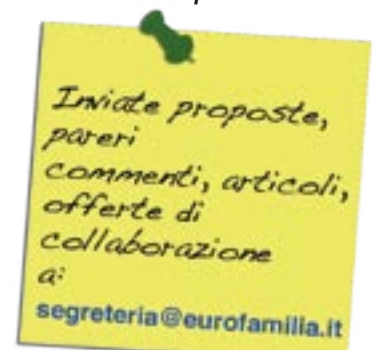 Inviate proposte,
pareri
commenti, articoli,
offerte di
collaborazione
a:
segreteria@eurofamilia.it